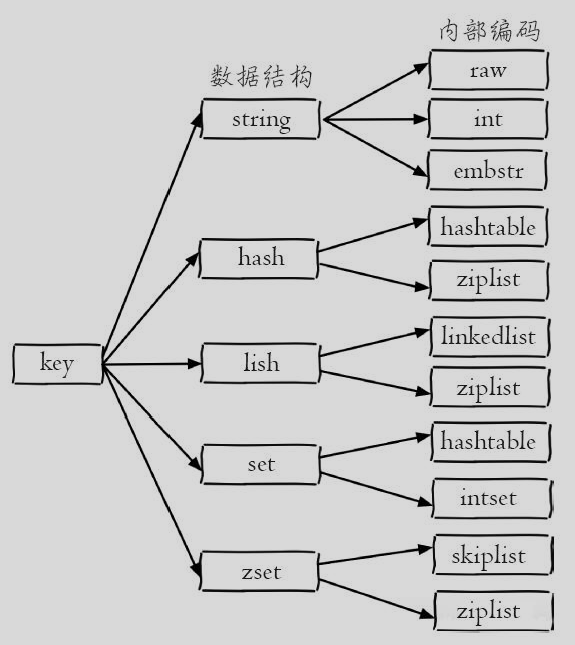 内部编码
数据结构
raw
string
int
embstr
hashtable
hash
ziplist
linkedlist
key
lish
ziplist
hashtable
set
intset
skiplist
zset
ziplist